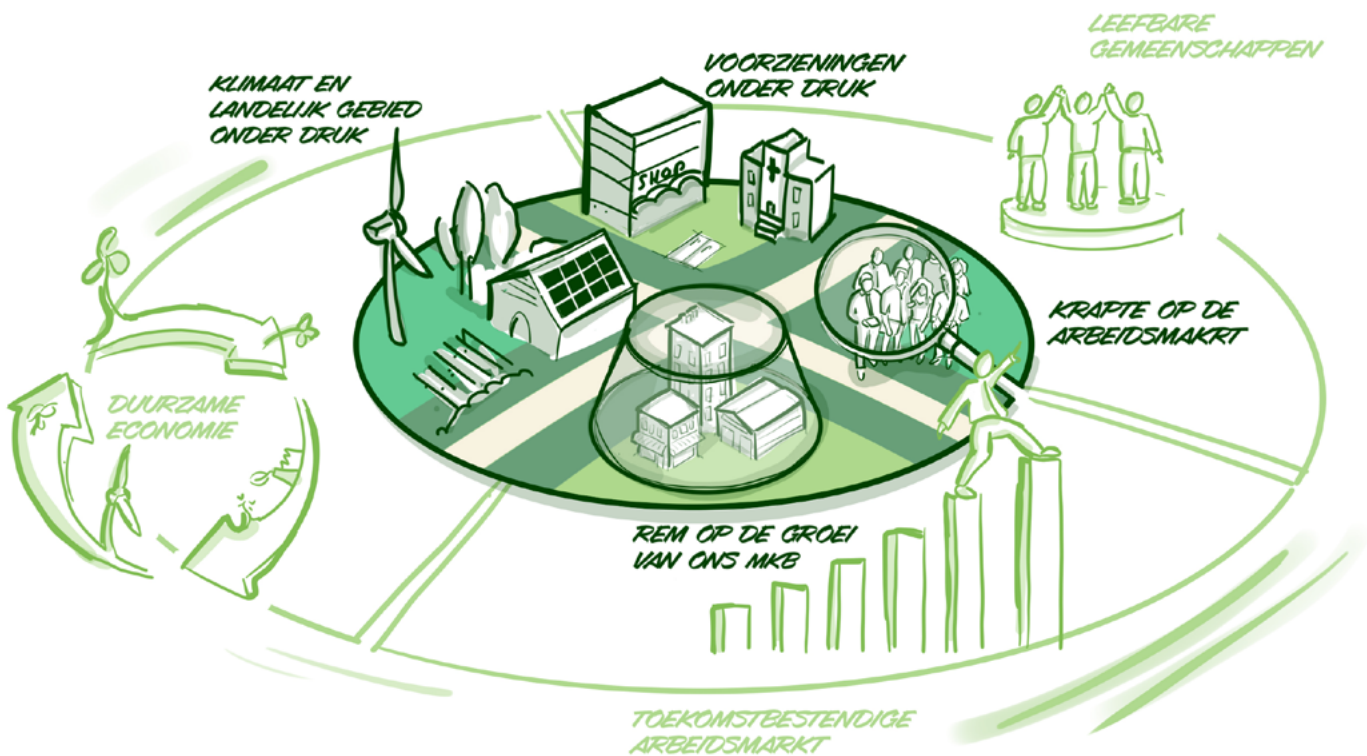 LEEFBARE
GEMEENSCHAPPEN
VOORZIENINGEN
ONDER DRUK
KLIMAAT EN
LANDELIJK GEBIED
ONDER DRUK
SHOP
KRAPTE OP DE
ARBEIDSMAKRT
DUURZAME
ECONOMIE
REM OP DE GROEI
VAN ONS MKB
TOEKOMSTBESTENDIGE
ARBEIDSMARKT